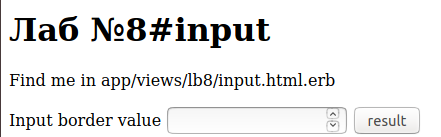 Лаб №8#input
Find me in app/views/lb8/input.html.erb
Input border value result